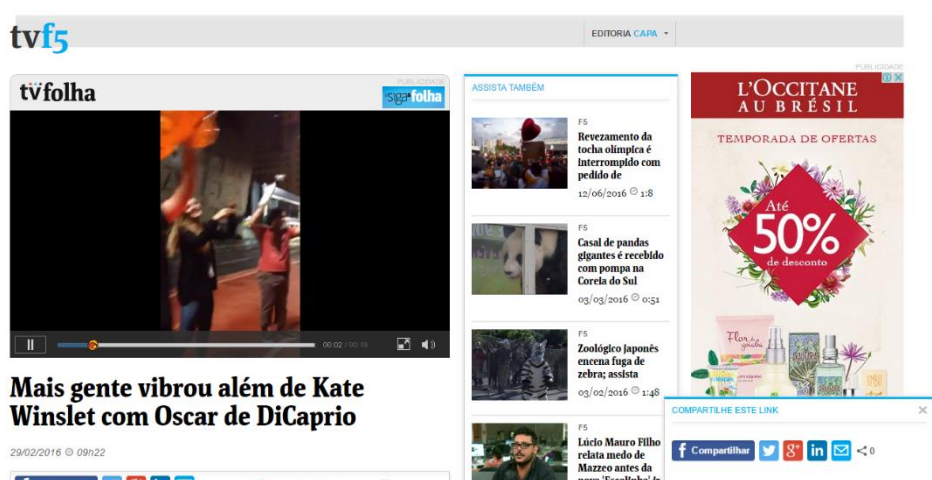 tvf5
EDITORIA CAPA
PUBLICIDADE
tvfolha
PUBLICIDADE
siga folha
00:02 / 00:16
Mais gente vibrou além de Kate
Winslet com Oscar de DiCaprio
29/02/2016 09h22
ASSISTA TAMBÉM
F5
Revezamento da
tocha olímpica é
interrompido com
pedido de
12/06/2016 1:8
F5
Casal de pandas
gigantes é recebido
com pompa na
Coreia do Sul
03/03/2016 0:51
F5
Zoológico japonês
encena fuga de
zebra; assista
03/02/2016 1:48
F5
Lúcio Mauro Filho
relata medo de
Mazzeo antes da
L'OCCITANE
AU BRÉSIL
TEMPORADA DE OFERTAS
Até
50%
de desconto
Flor de
goiaba
COMPARTILHE ESTE LINK
f Compartilhar g+ in 0